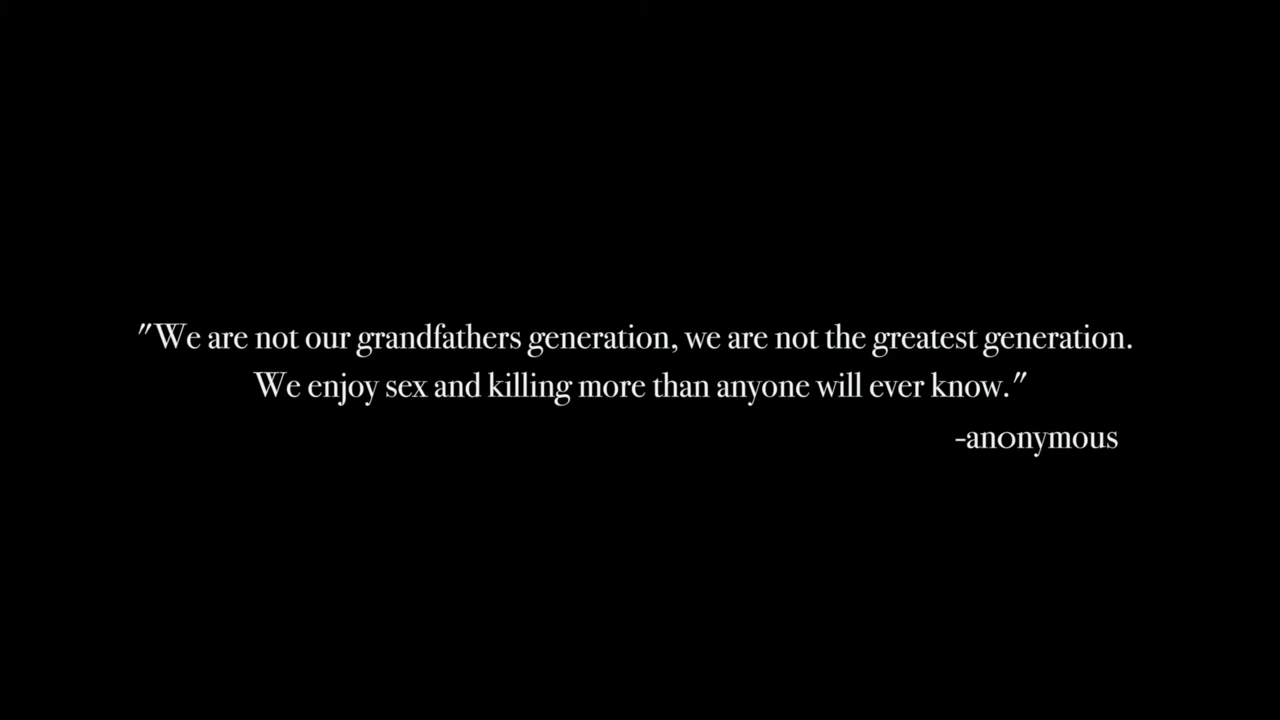 "We are not our grandfathers generation, we are not the greatest generation.
We enjoy sex and killing more than anyone will ever know."
-anonymous